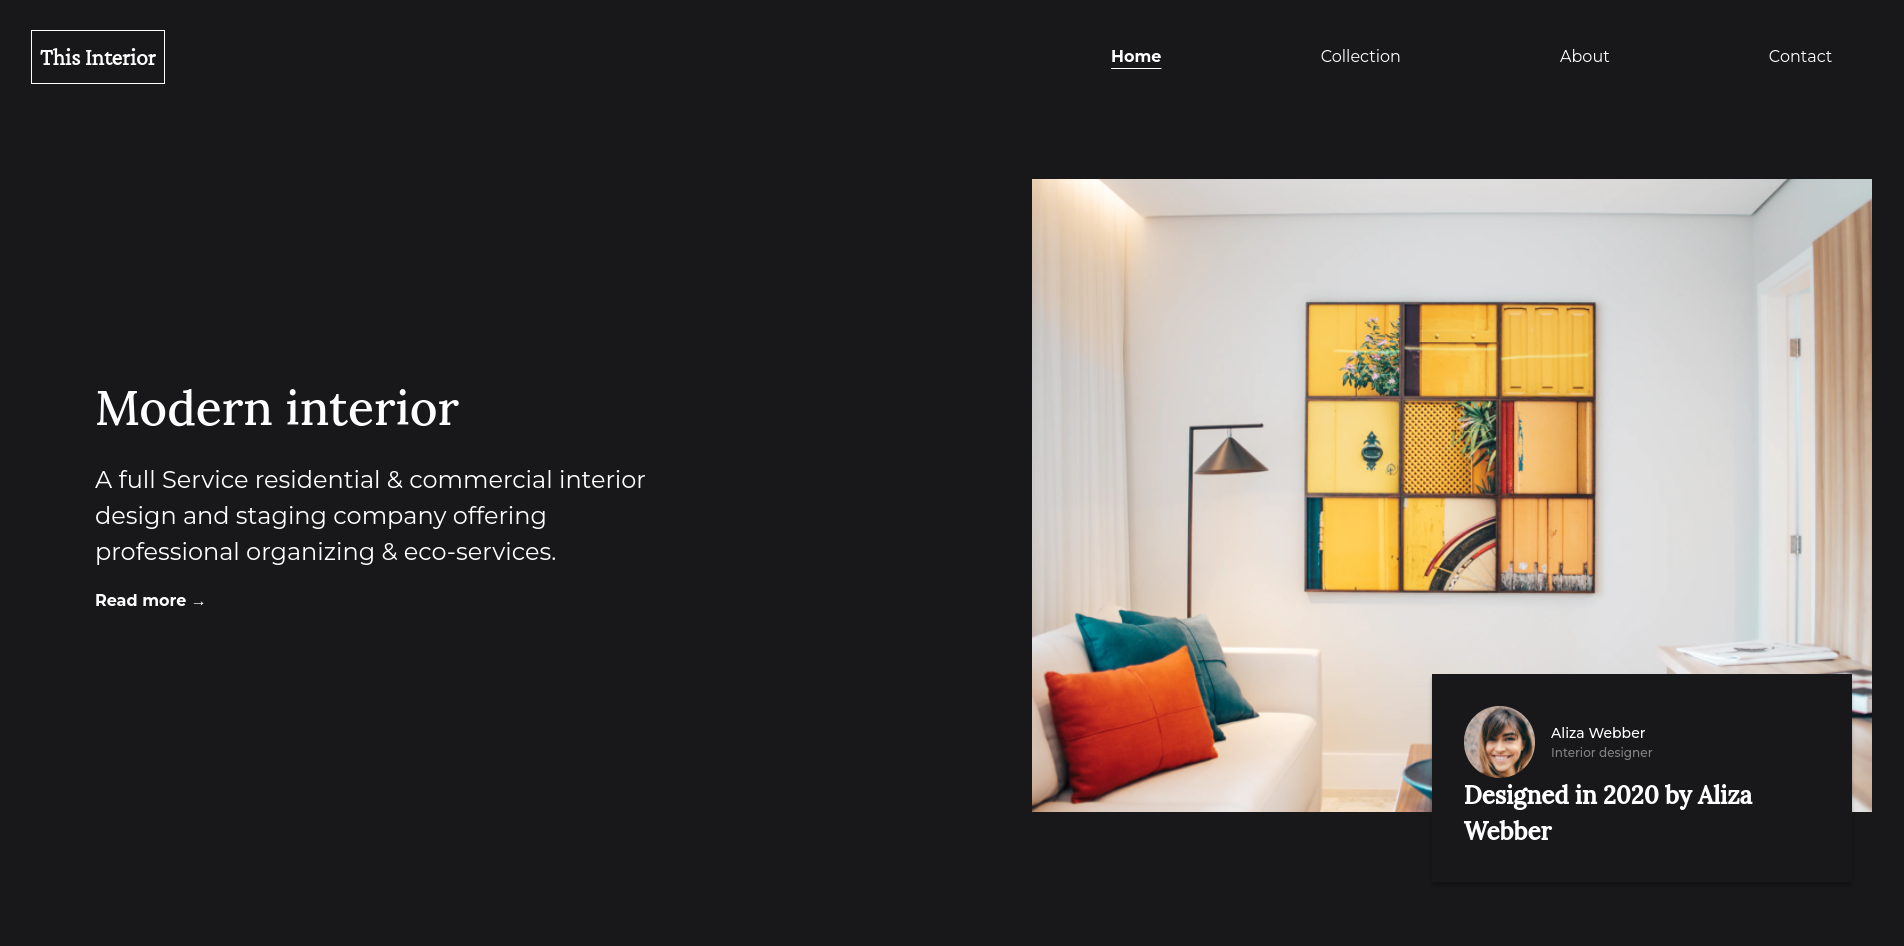 This Interior
Home
Collection
About
Contact
Modern interior
A full Service residential & commercial interior
design and staging company offering
professional organizing & eco-services.
Read more →
Aliza Webber
Interior designer
Designed in 2020 by Aliza
Webber